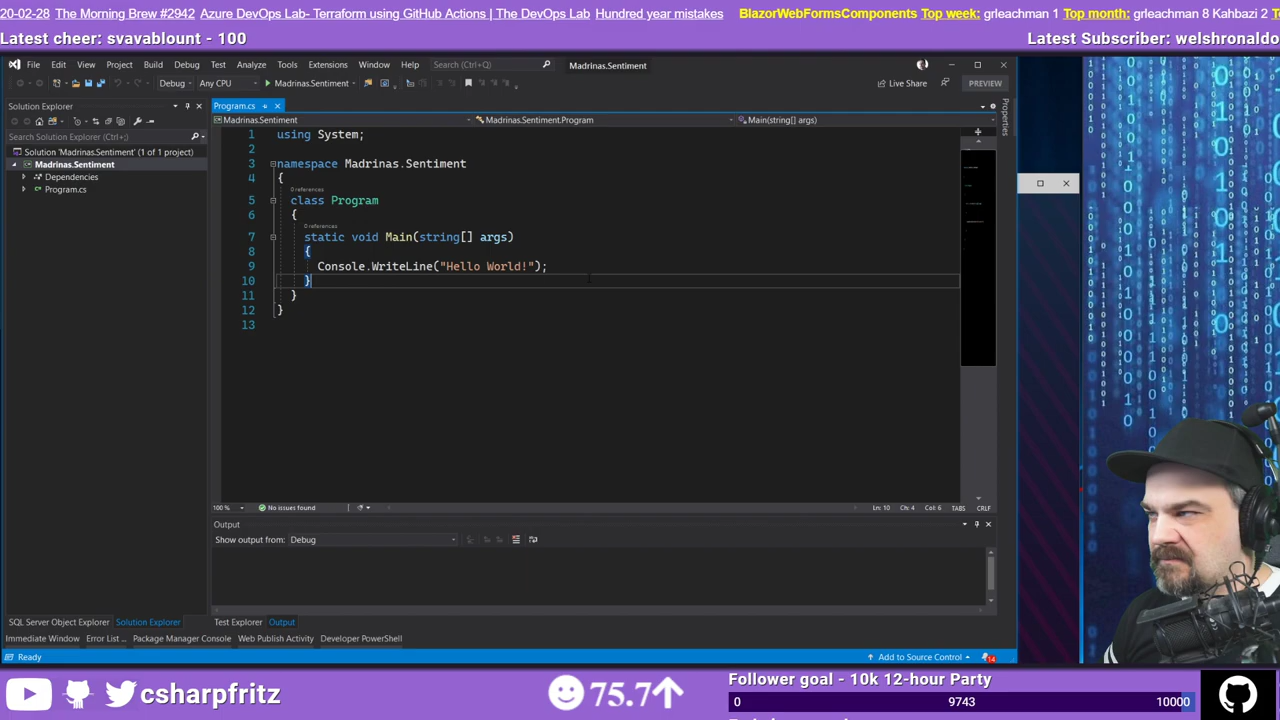 20-02-28 The Morning Brew #2942 Azure DevOps Lab- Terraform using GitHub Actions | The DevOps Lab Hundred year mistakes
BlazorWebFormsComponents Top week: grleachman 1 Top month: grleachman 8 Kahbazi 2
Latest cheer: svavablount - 100
Latest Subscriber: welshronaldo
File Edit View Project Build Debug Test Analyze Tools Extensions Window Help Search (Ctrl+Q) Madrinas.Sentiment
Debug Any CPU Madrinas.Sentiment Live Share PREVIEW
Solution Explorer
Search Solution Explorer (Ctrl+;)
Solution 'Madrinas.Sentiment' (1 of 1 project)
Madrinas.Sentiment
Dependencies
Program.cs
Program.cs
Madrinas.Sentiment Madrinas.Sentiment.Program Main(string[] args)
1 using System;
2
3 namespace Madrinas.Sentiment
4 {
0 references
5 class Program
6 {
0 references
7 static void Main(string[] args)
8 {
9 Console.WriteLine("Hello World!");
10 }
11 }
12 }
13
Properties
100 % No issues found Ln: 10 Ch: 4 Col: 6 TABS CRLF
Output
Show output from: Debug
SQL Server Object Explorer Solution Explorer Test Explorer Output
Immediate Window Error List ... Package Manager Console Web Publish Activity Developer PowerShell
Ready Add to Source Control 14
csharpfritz
75.7
Follower goal - 10k 12-hour Party
0 9743 10000